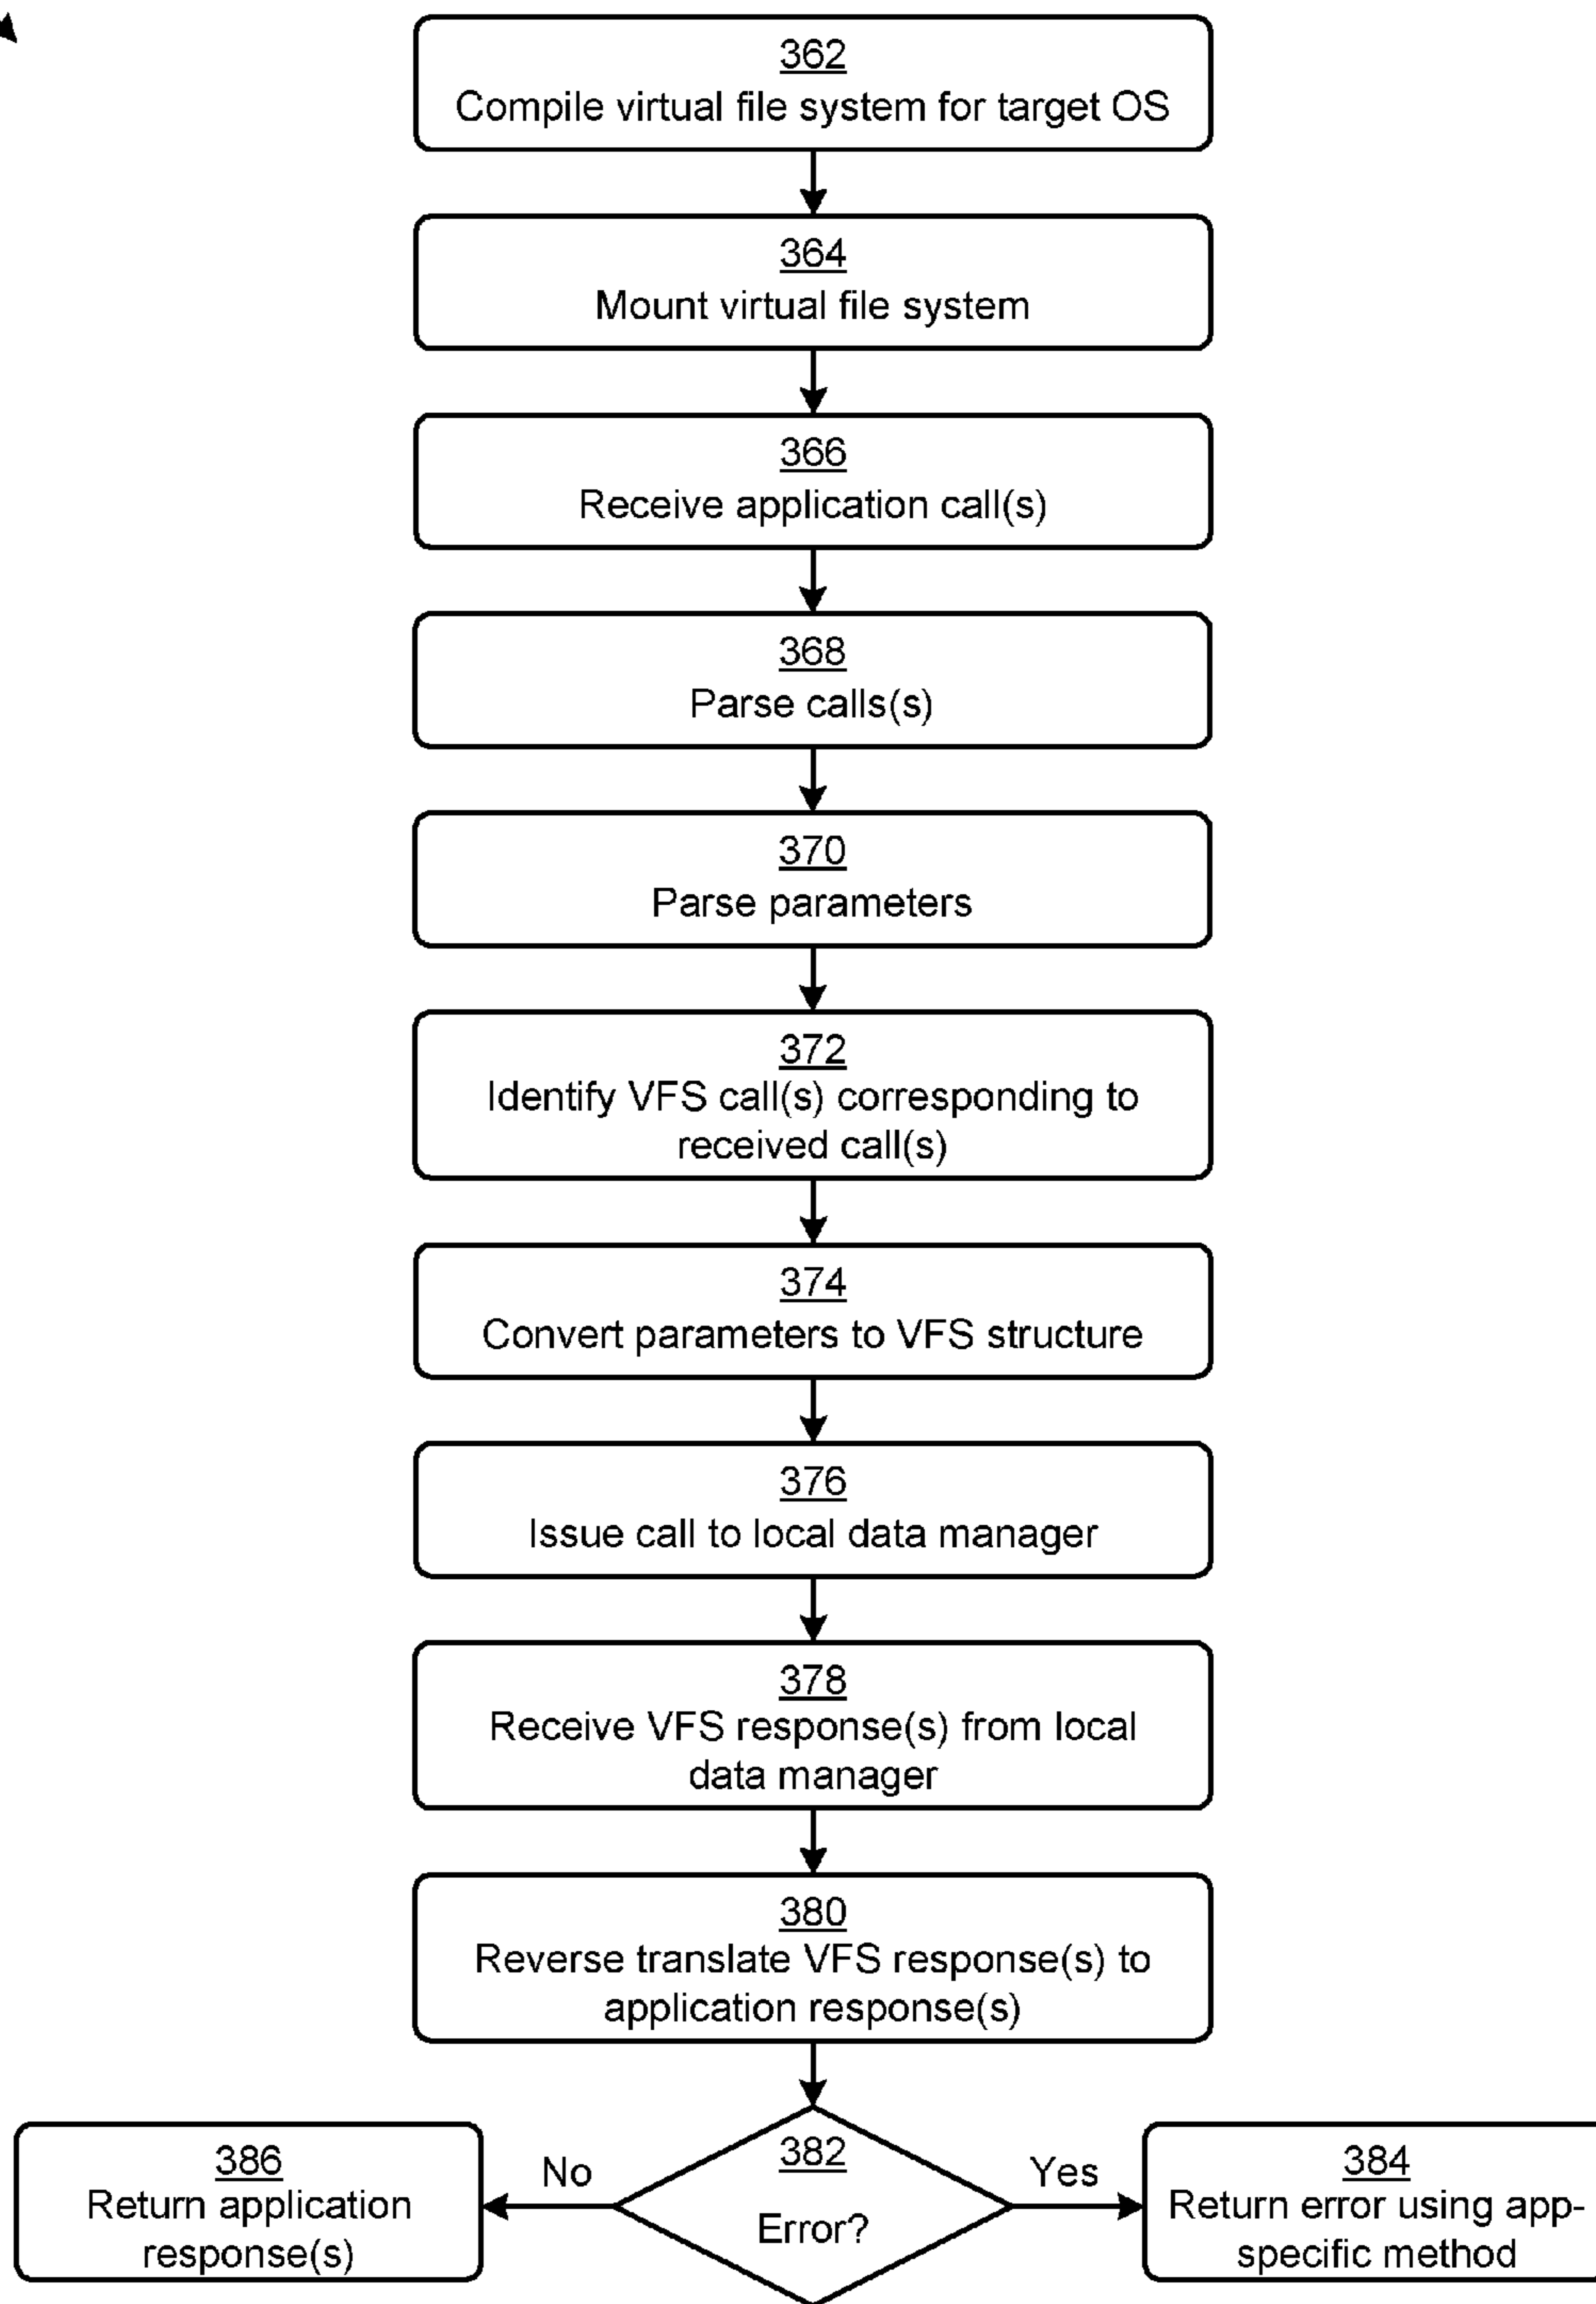 362
Compile virtual file system for target OS
364
Mount virtual file system
366
Receive application call(s)
368
Parse calls(s)
370
Parse parameters
372
Identify VFS call(s) corresponding to
received call(s)
374
Convert parameters to VFS structure
376
Issue call to local data manager
378
Receive VFS response(s) from local
data manager
380
Reverse translate VFS response(s) to
application response(s)
382
Error?
No
Yes
386
Return application
response(s)
384
Return error using app-
specific method